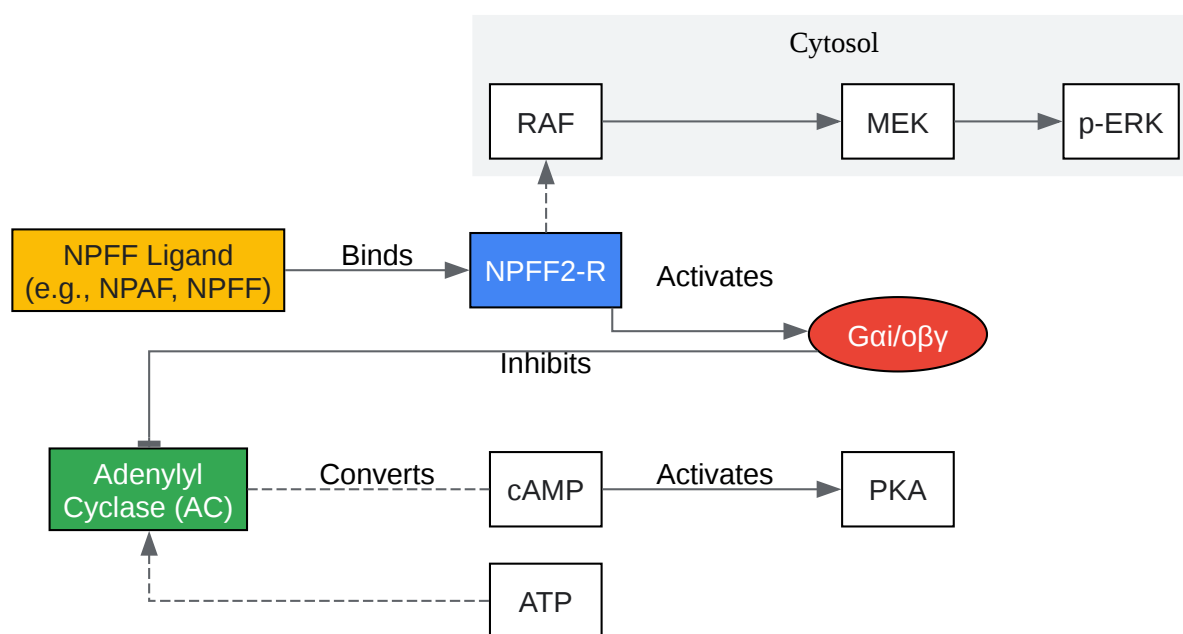 Cytosol
RAF
MEK
p-ERK
NPFF Ligand
(e.g., NPAF, NPFF)
Binds
NPFF2-R
Activates
Gαi/oβγ
Inhibits
Adenylyl
Cyclase (AC)
Converts
cAMP
Activates
PKA
ATP